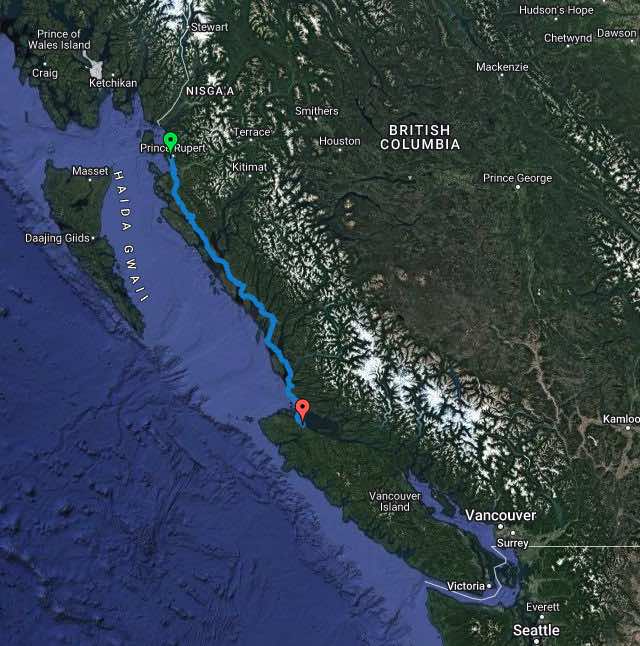 Hudson's Hope
Stewart
Prince of
Wales Island
Chetwynd
Dawson
Craig
Mackenzie
Ketchikan
NISGA'A
Smithers
Terrace
BRITISH
COLUMBIA
Houston
Prince Rupert
Kitimat
Masset
Prince George
HAIDA GWAII
Daajing Giids
Kamloo
Vancouver
Island
Vancouver
Surrey
Victoria
Everett
Seattle